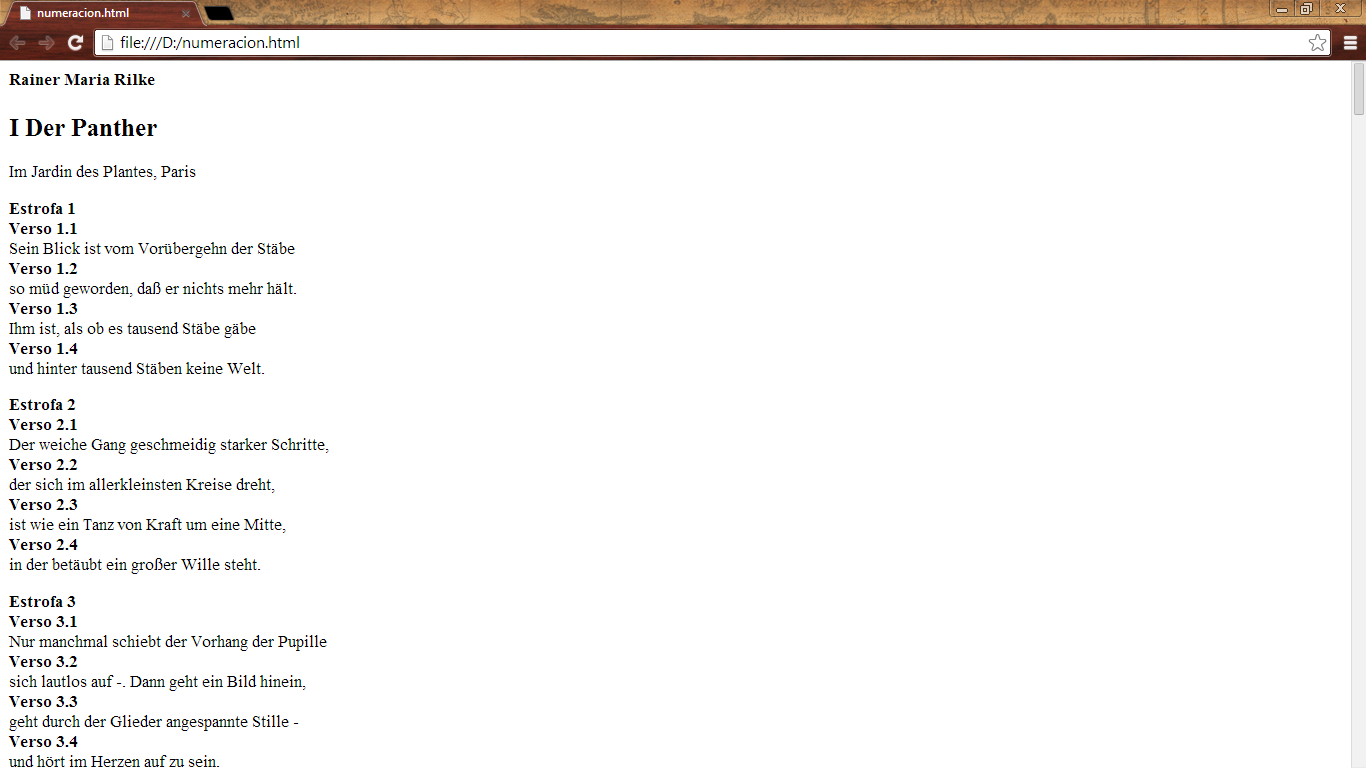 numeracion.html
file:///D:/numeracion.html
Rainer Maria Rilke
I Der Panther
Im Jardin des Plantes, Paris
Estrofa 1
Verso 1.1
Sein Blick ist vom Vorübergehn der Stäbe
Verso 1.2
so müd geworden, daß er nichts mehr hält.
Verso 1.3
Ihm ist, als ob es tausend Stäbe gäbe
Verso 1.4
und hinter tausend Stäben keine Welt.
Estrofa 2
Verso 2.1
Der weiche Gang geschmeidig starker Schritte,
Verso 2.2
der sich im allerkleinsten Kreise dreht,
Verso 2.3
ist wie ein Tanz von Kraft um eine Mitte,
Verso 2.4
in der betäubt ein großer Wille steht.
Estrofa 3
Verso 3.1
Nur manchmal schiebt der Vorhang der Pupille
Verso 3.2
sich lautlos auf -. Dann geht ein Bild hinein,
Verso 3.3
geht durch der Glieder angespannte Stille -
Verso 3.4
und hört im Herzen auf zu sein.